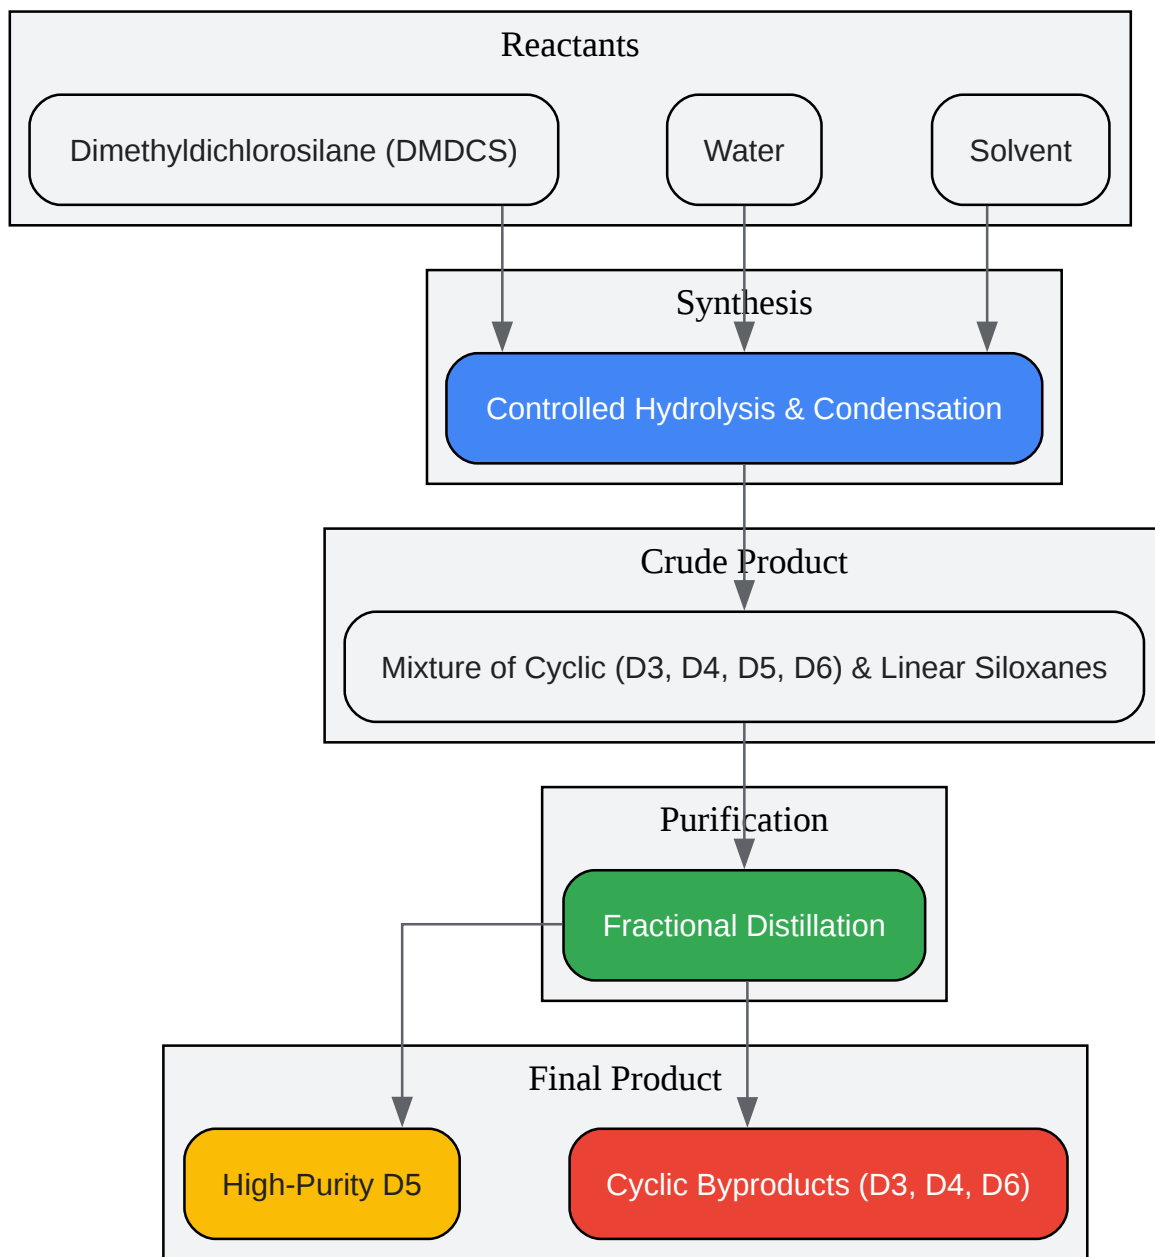 Reactants
Dimethyldichlorosilane (DMDCS)
Water
Solvent
Synthesis
Controlled Hydrolysis & Condensation
Crude Product
Mixture of Cyclic (D3, D4, D5, D6) & Linear Siloxanes
Purification
Fractional Distillation
Final Product
High-Purity D5
Cyclic Byproducts (D3, D4, D6)